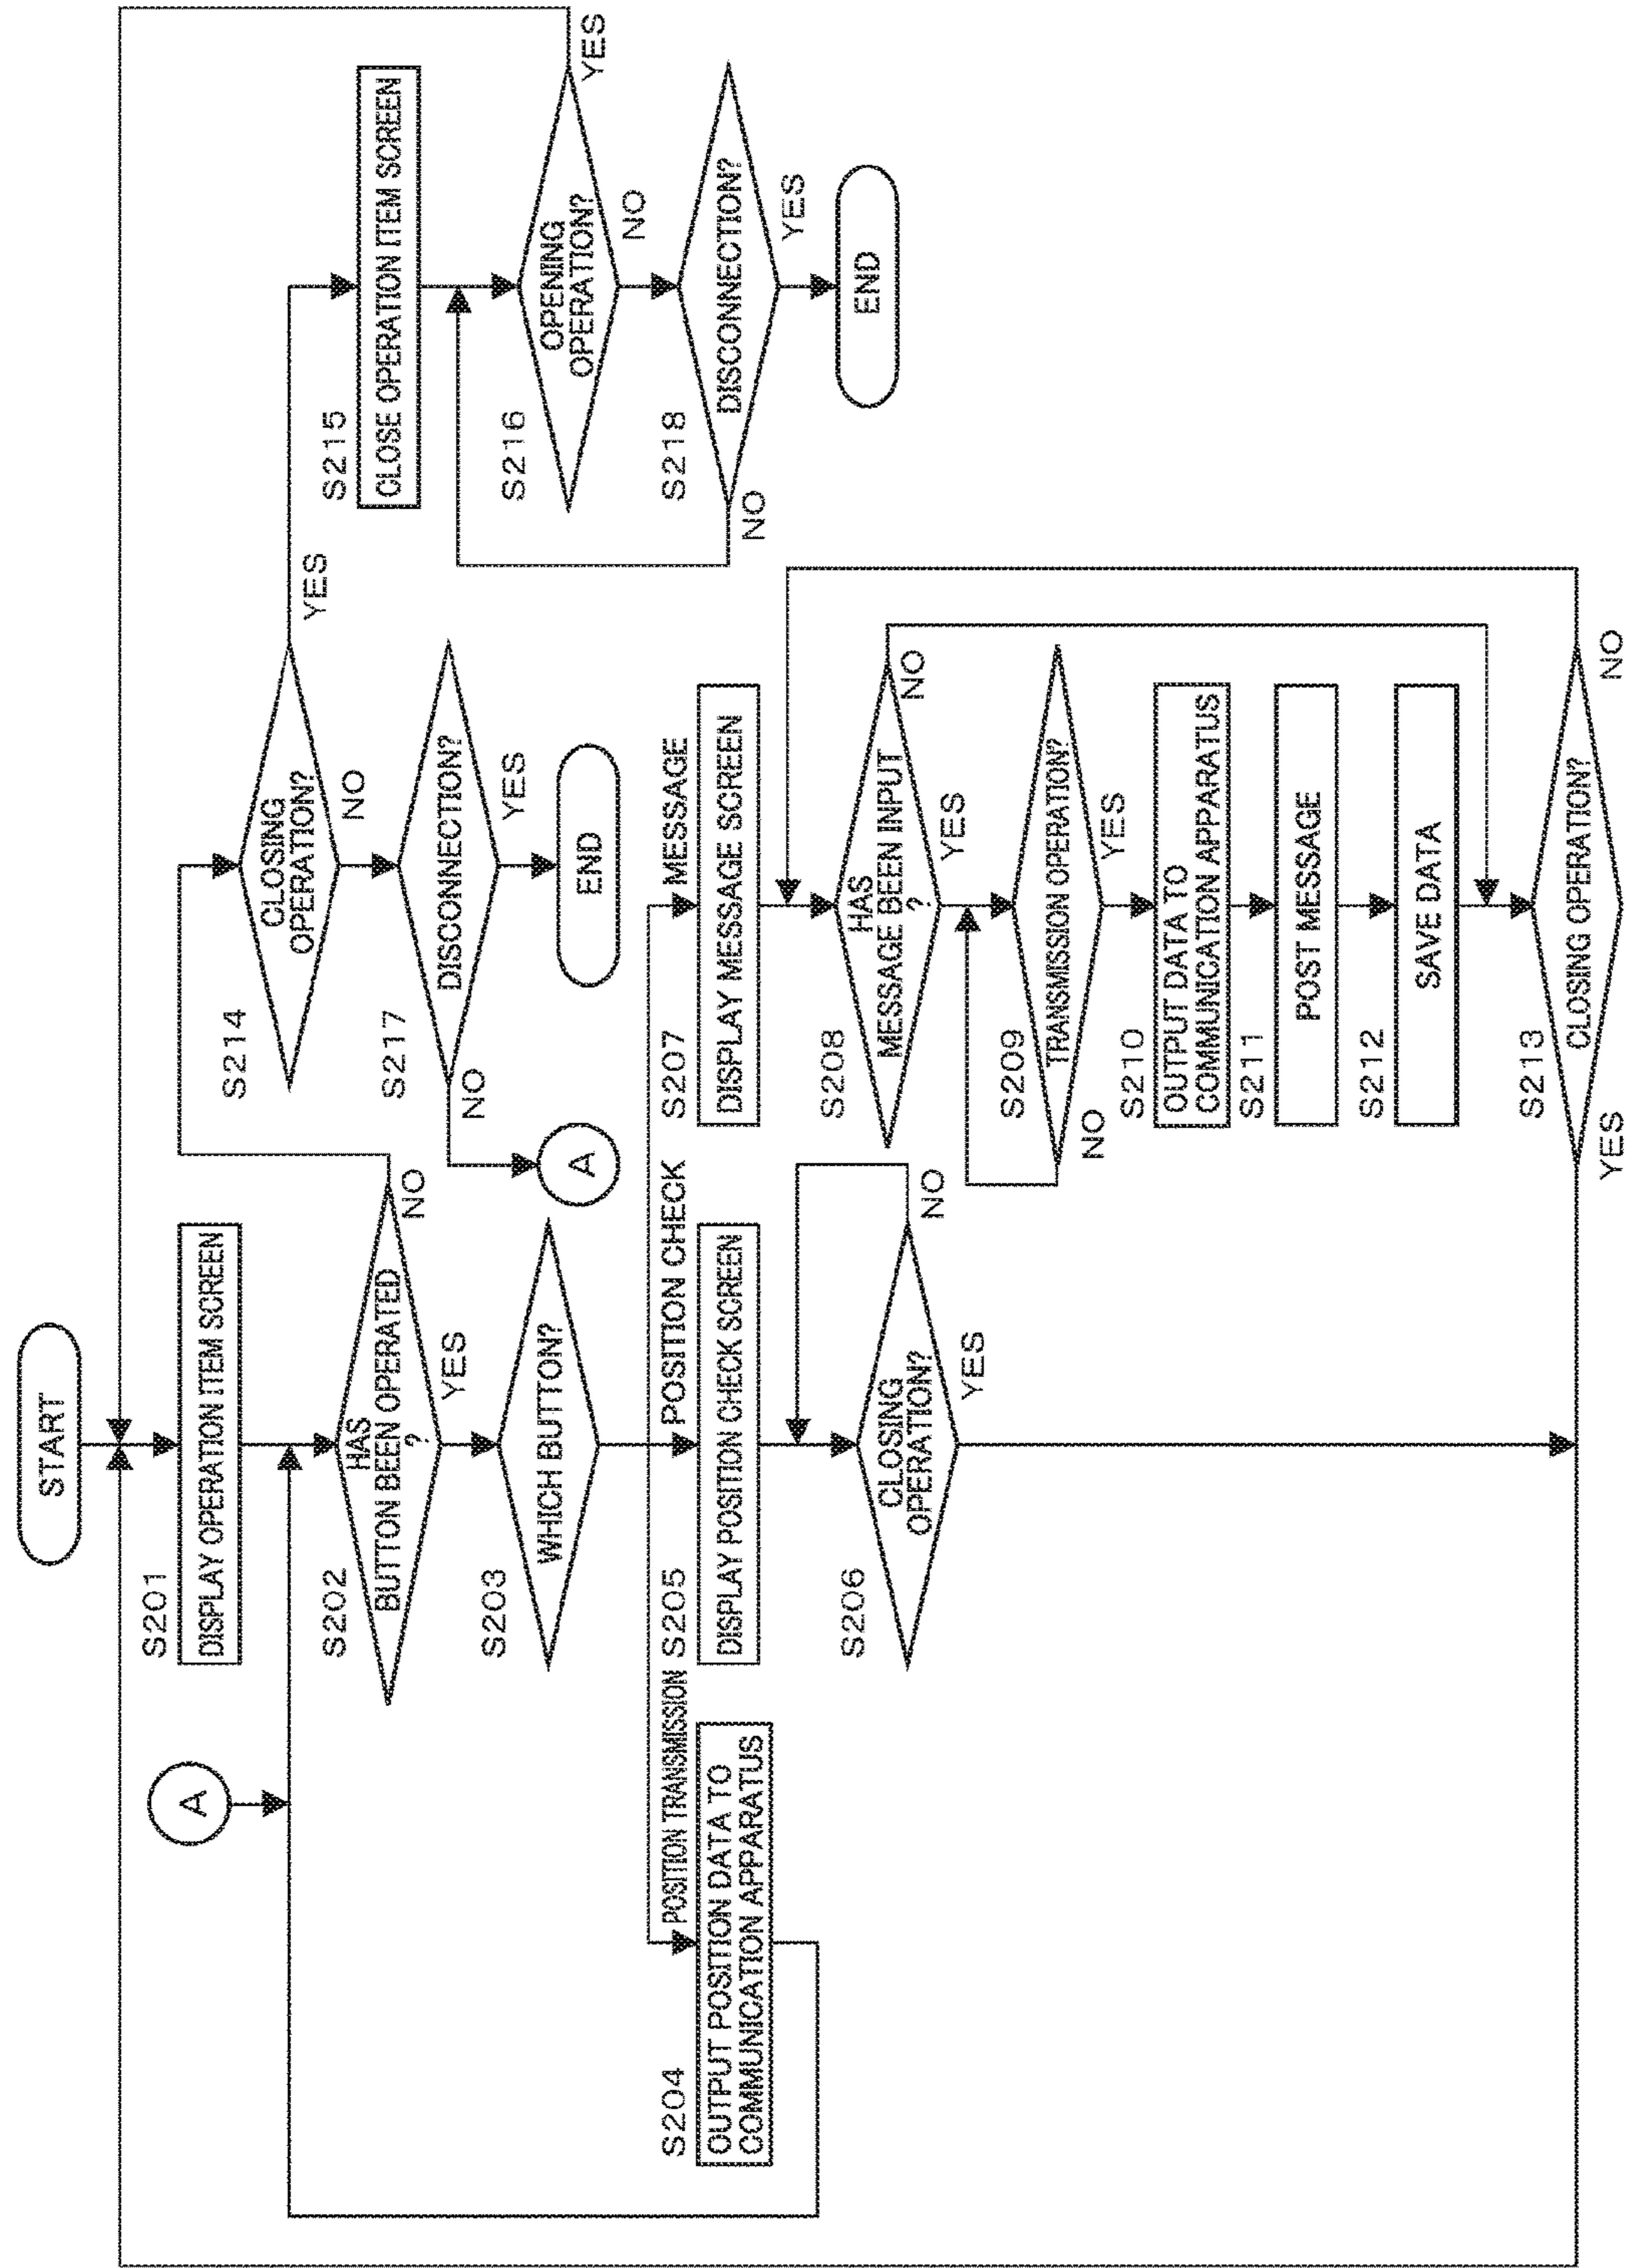 START
S201
DISPLAY OPERATION ITEM SCREEN
A
S202
HAS
BUTTON BEEN OPERATED
?
NO
YES
S203
WHICH BUTTON?
POSITION TRANSMISSION
S204
OUTPUT POSITION DATA TO
COMMUNICATION APPARATUS
POSITION CHECK
S205
DISPLAY POSITION CHECK SCREEN
S206
CLOSING
OPERATION?
NO
YES
MESSAGE
S207
DISPLAY MESSAGE SCREEN
S208
HAS
MESSAGE BEEN INPUT
?
NO
YES
S209
TRANSMISSION OPERATION?
NO
YES
S210
OUTPUT DATA TO
COMMUNICATION APPARATUS
S211
POST MESSAGE
S212
SAVE DATA
S213
CLOSING OPERATION?
YES
NO
S214
CLOSING
OPERATION?
YES
NO
S217
DISCONNECTION?
NO
YES
A
END
S215
CLOSE OPERATION ITEM SCREEN
S216
OPENING
OPERATION?
YES
NO
S218
DISCONNECTION?
NO
YES
END